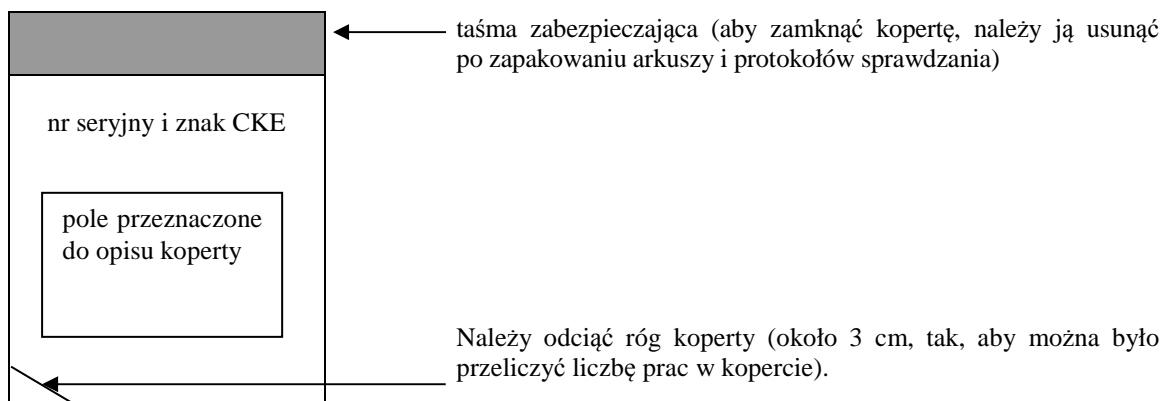 taśma zabezpieczająca (aby zamknąć kopertę, należy ją usunąć
po zapakowaniu arkuszy i protokołów sprawdzania)
nr seryjny i znak CKE
pole przeznaczone
do opisu koperty
Należy odciąć róg koperty (około 3 cm, tak, aby można było
przeliczyć liczbę prac w kopercie).